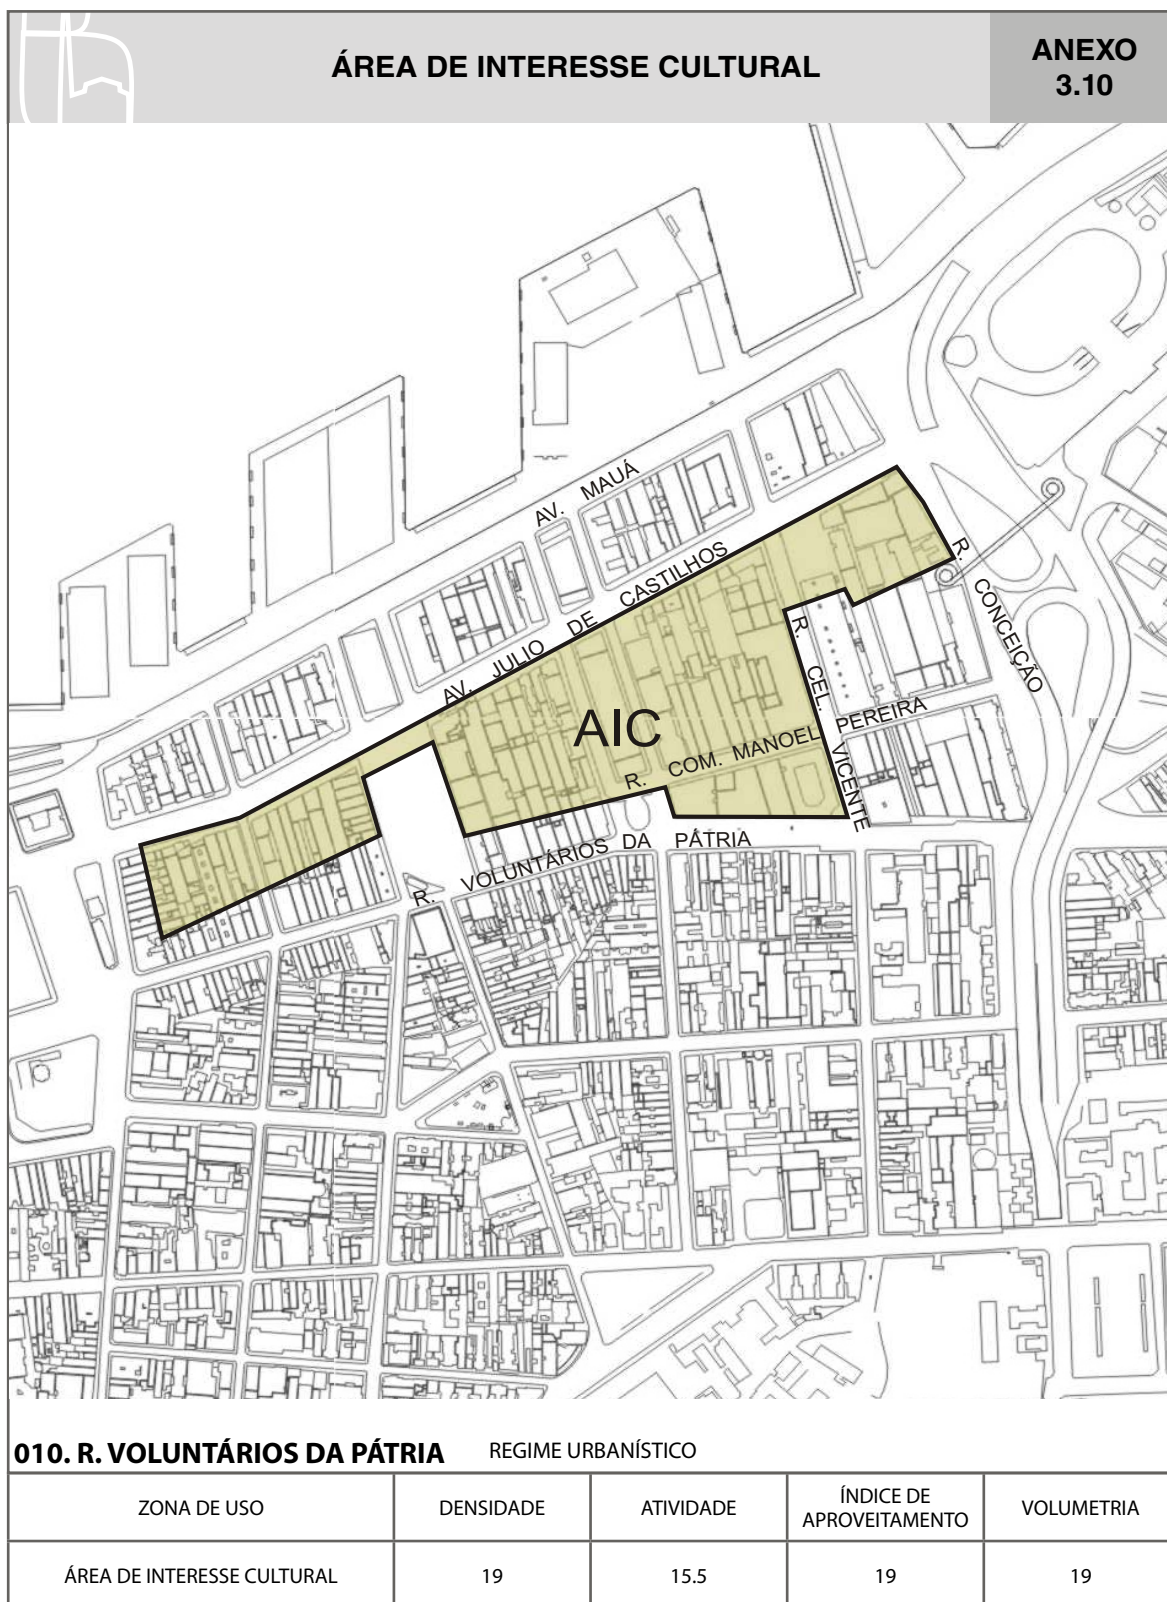 ÁREA DE INTERESSE CULTURAL
ANEXO
3.10
AV. MAUÁ
AV. JULIO DE CASTILHOS
R. CONCEIÇÃO
R. CEL. VICENTE
AIC
R. COM. MANOEL PEREIRA
R. VOLUNTÁRIOS DA PÁTRIA
010. R. VOLUNTÁRIOS DA PÁTRIA REGIME URBANÍSTICO
ZONA DE USO DENSIDADE ATIVIDADE ÍNDICE DE APROVEITAMENTO VOLUMETRIA
ÁREA DE INTERESSE CULTURAL 19 15.5 19 19